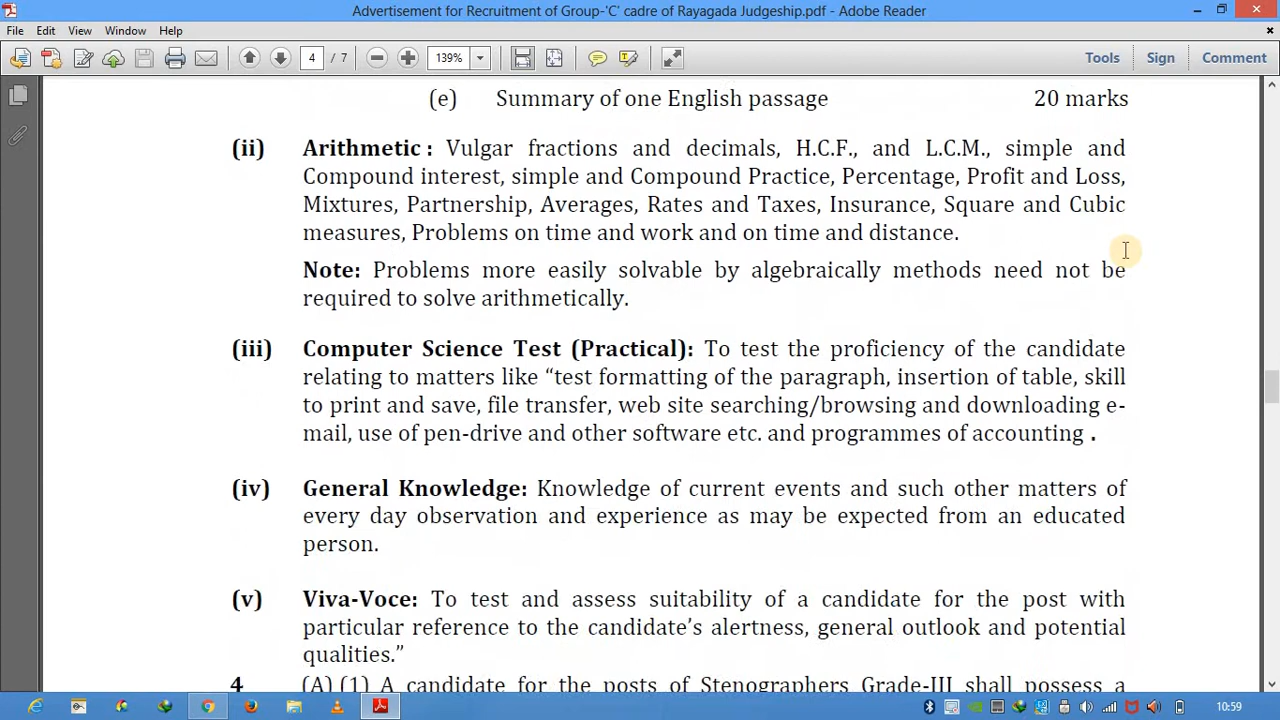 Advertisement for Recruitment of Group-'C' cadre of Rayagada Judgeship.pdf - Adobe Reader
File Edit View Window Help
4 / 7 139% Tools Sign Comment
(e) Summary of one English passage 20 marks
(ii) Arithmetic : Vulgar fractions and decimals, H.C.F., and L.C.M., simple and
Compound interest, simple and Compound Practice, Percentage, Profit and Loss,
Mixtures, Partnership, Averages, Rates and Taxes, Insurance, Square and Cubic
measures, Problems on time and work and on time and distance.
Note: Problems more easily solvable by algebraically methods need not be
required to solve arithmetically.
(iii) Computer Science Test (Practical): To test the proficiency of the candidate
relating to matters like “test formatting of the paragraph, insertion of table, skill
to print and save, file transfer, web site searching/browsing and downloading e-
mail, use of pen-drive and other software etc. and programmes of accounting .
(iv) General Knowledge: Knowledge of current events and such other matters of
every day observation and experience as may be expected from an educated
person.
(v) Viva-Voce: To test and assess suitability of a candidate for the post with
particular reference to the candidate’s alertness, general outlook and potential
qualities.”
4 (A) (1) A candidate for the posts of Stenographers Grade-III shall possess a
10:59